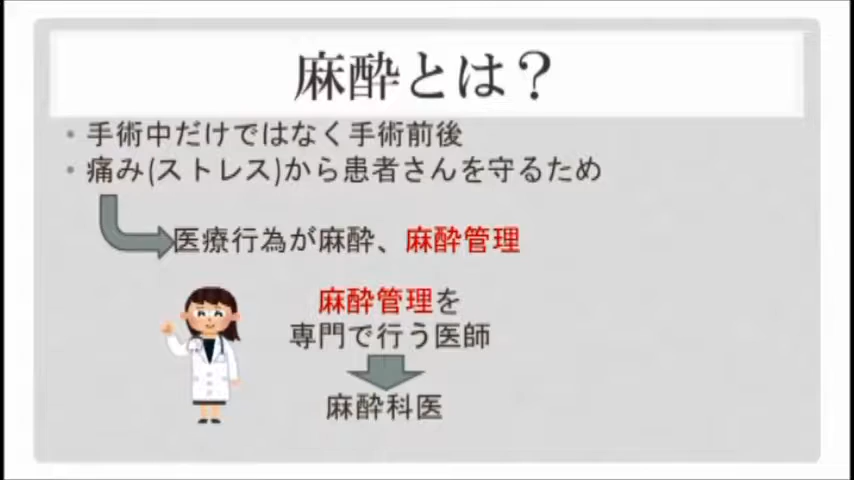 麻酔とは？
• 手術中だけではなく手術前後
• 痛み(ストレス)から患者さんを守るため
医療行為が麻酔、麻酔管理
麻酔管理を
専門で行う医師
麻酔科医